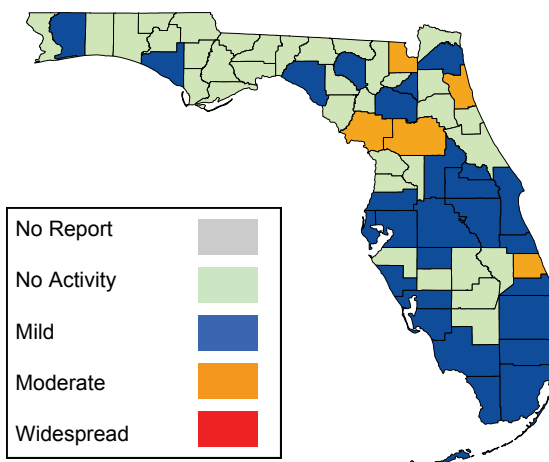 No Report
No Activity
Mild
Moderate
Widespread